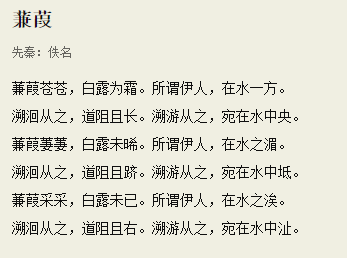 蒹葭
先秦：佚名
蒹葭苍苍，白露为霜。所谓伊人，在水一方。
溯洄从之，道阻且长。溯游从之，宛在水中央。
蒹葭萋萋，白露未晞。所谓伊人，在水之湄。
溯洄从之，道阻且跻。溯游从之，宛在水中坻。
蒹葭采采，白露未已。所谓伊人，在水之涘。
溯洄从之，道阻且右。溯游从之，宛在水中沚。